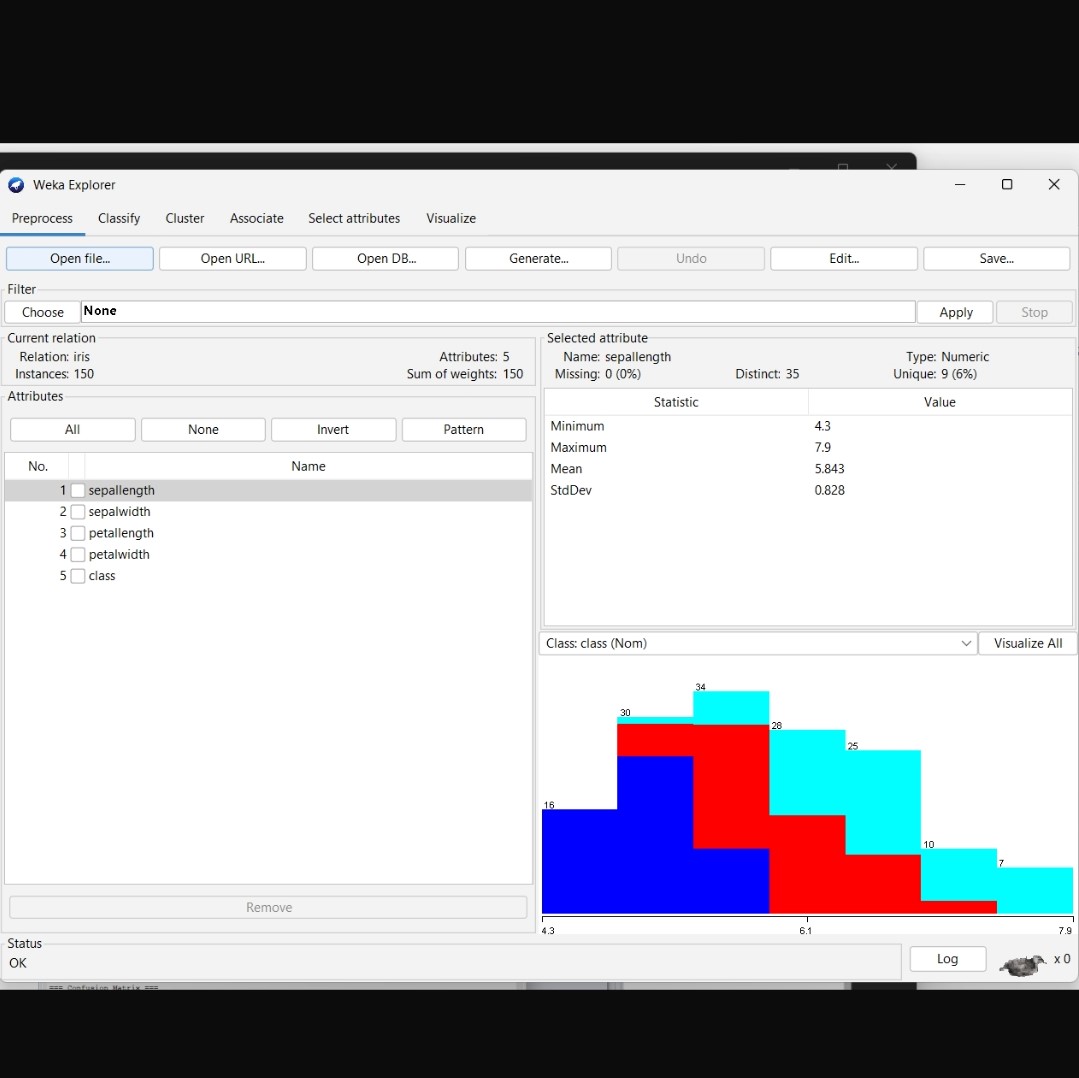 Weka Explorer
Preprocess Classify Cluster Associate Select attributes Visualize
Open file... Open URL... Open DB... Generate... Undo Edit... Save...
Filter
Choose None Apply Stop
Current relation
Relation: iris Attributes: 5
Instances: 150 Sum of weights: 150
Selected attribute
Name: sepallength Type: Numeric
Missing: 0 (0%) Distinct: 35 Unique: 9 (6%)
Attributes
All None Invert Pattern
No. Name
1 sepallength
2 sepalwidth
3 petallength
4 petalwidth
5 class
Remove
Statistic Value
Minimum 4.3
Maximum 7.9
Mean 5.843
StdDev 0.828
Class: class (Nom) Visualize All
16 30 34 28 25 10 7
4.3 6.1 7.9
Status
OK
Log x 0
=== Confusion Matrix ===